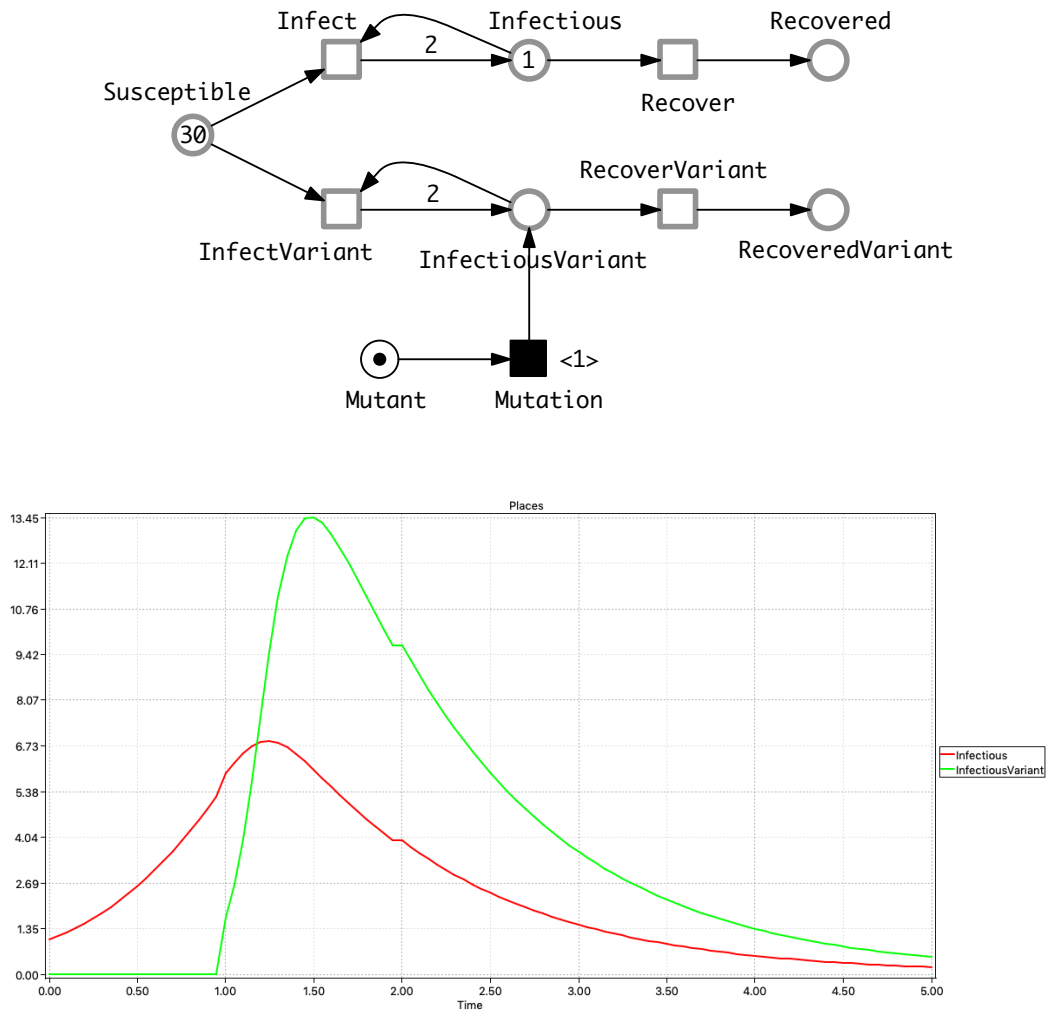 Infect Infectious Recovered
2
1
Susceptible
Recover
30
RecoverVariant
2
InfectVariant InfectiousVariant RecoveredVariant
<1>
Mutant Mutation
Places
13.45
12.11
10.76
9.42
8.07
6.73
5.38
4.04
2.69
1.35
0.00
Infectious
InfectiousVariant
0.00 0.50 1.00 1.50 2.00 2.50 3.00 3.50 4.00 4.50 5.00
Time